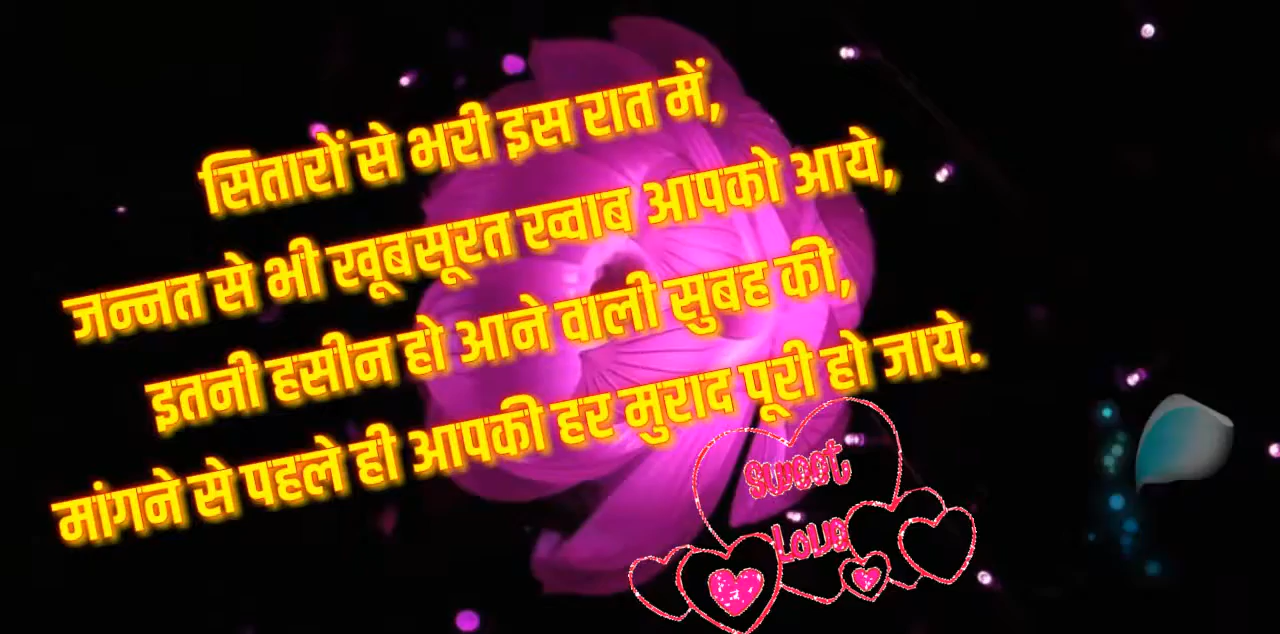 सितारों से भरी इस रात में,
जन्नत से भी खूबसूरत ख्वाब आपको आये,
इतनी हसीन हो आने वाली सुबह की,
मांगने से पहले ही आपकी हर मुराद पूरी हो जाये.
sweet
Love